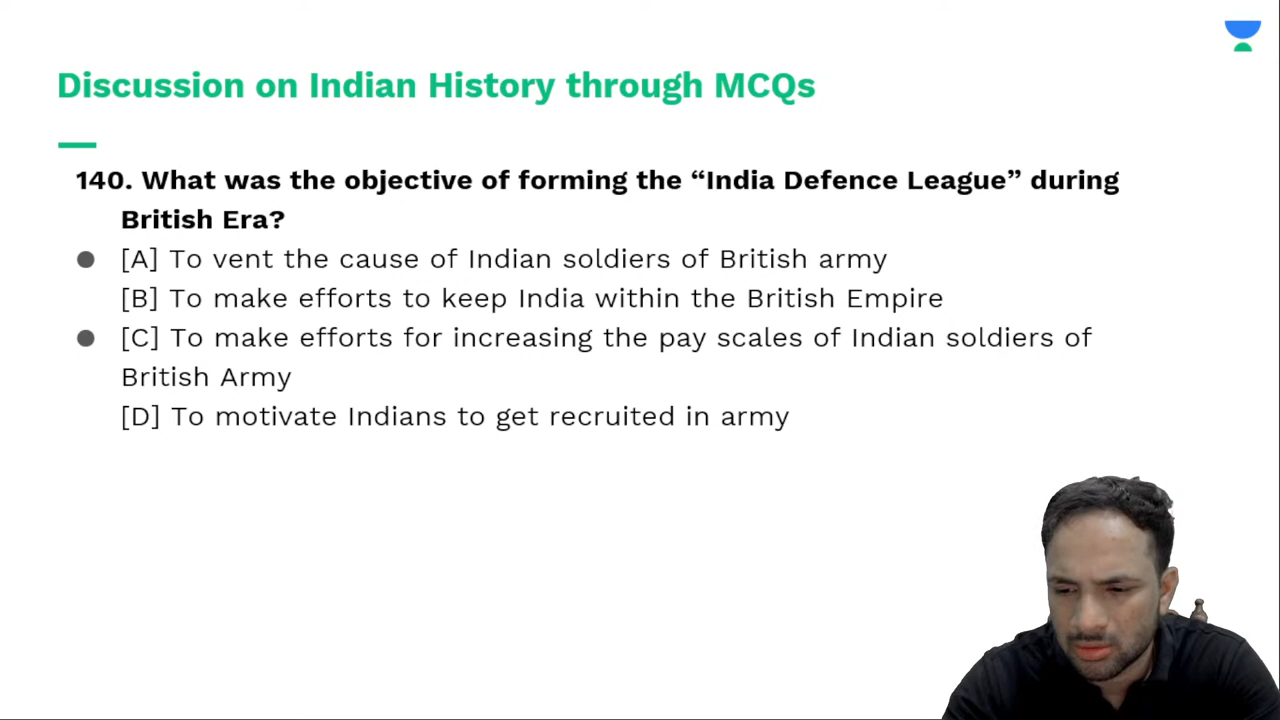 Discussion on Indian History through MCQs
140. What was the objective of forming the “India Defence League” during
British Era?
[A] To vent the cause of Indian soldiers of British army
[B] To make efforts to keep India within the British Empire
[C] To make efforts for increasing the pay scales of Indian soldiers of
British Army
[D] To motivate Indians to get recruited in army